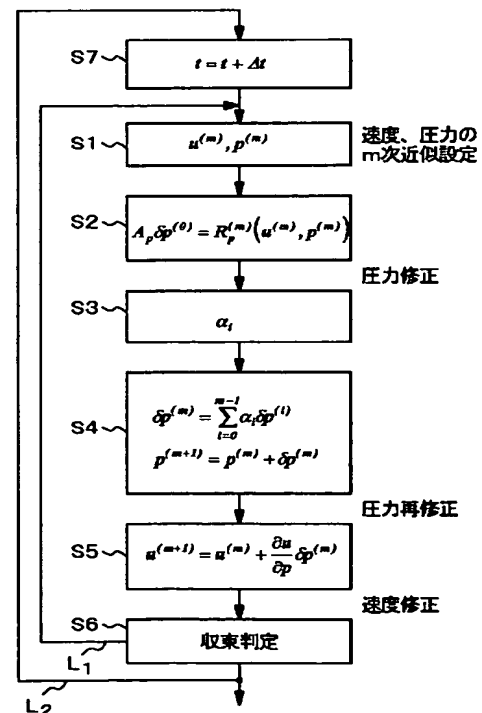 S7
t = t + Δt
S1
u^(m), p^(m)
速度、圧力の
m次近似設定
S2
A_p δp^(0) = R_p^(m)(u^(m), p^(m))
圧力修正
S3
α_i
S4
δp^(m) = Σ_{i=0}^{m-1} α_i δp^(i)
p^(m+1) = p^(m) + δp^(m)
圧力再修正
S5
u^(m+1) = u^(m) + ∂u/∂p δp^(m)
速度修正
S6
収束判定
L1
L2